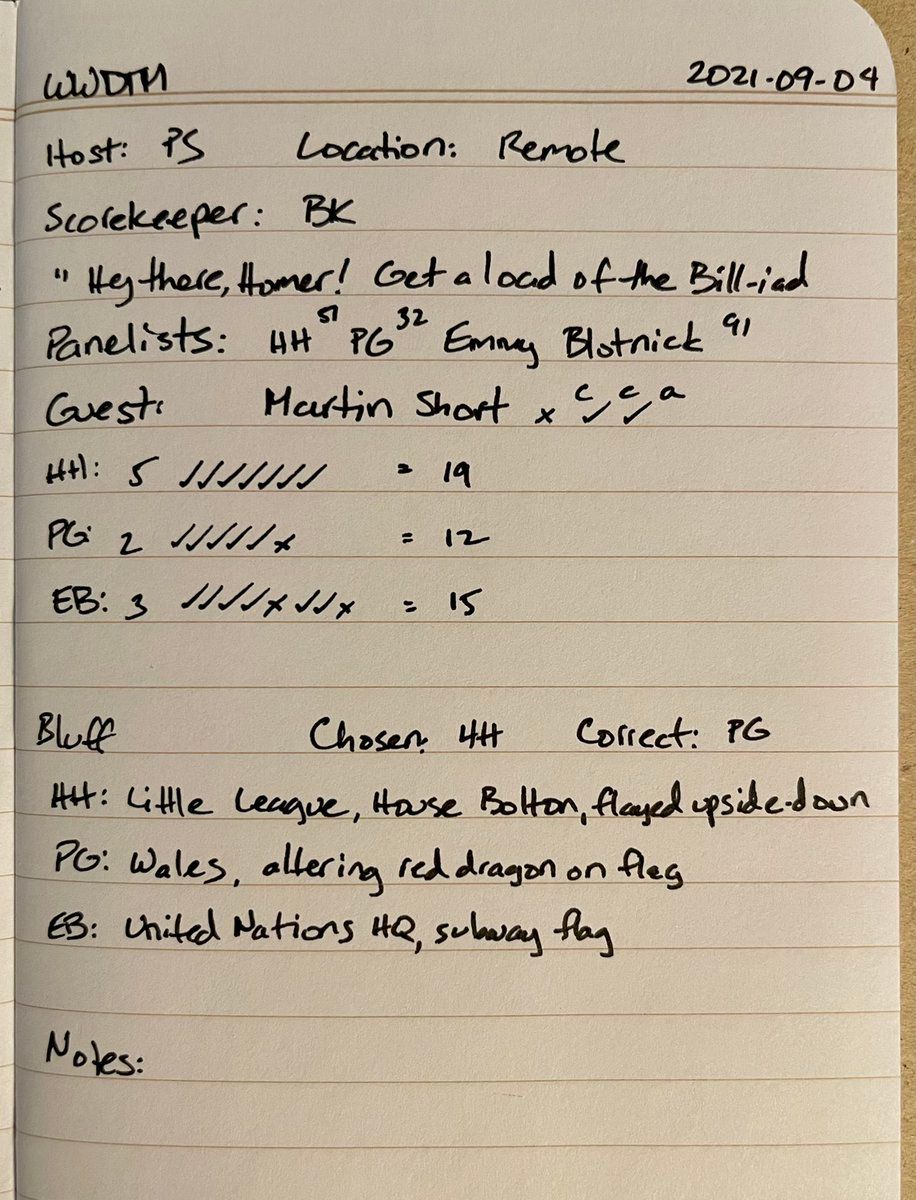 WWDTM 2021-09-04
Host: PS Location: Remote
Scorekeeper: BK
" Hey there, Homer! Get a load of the Bill-iad
Panelists: HH 51 PG 32 Emmy Blotnick 91
Guest: Martin Short x c ✓ c ✓ a
HH: 5 ✓✓✓✓✓✓✓ = 19
PG: 2 ✓✓✓✓✓x = 12
EB: 3 ✓✓✓✓x✓✓x = 15
Bluff Chosen: HH Correct: PG
HH: Little League, House Bolton, flayed upside-down
PG: Wales, altering red dragon on flag
EB: United Nations HQ, subway flag
Notes: